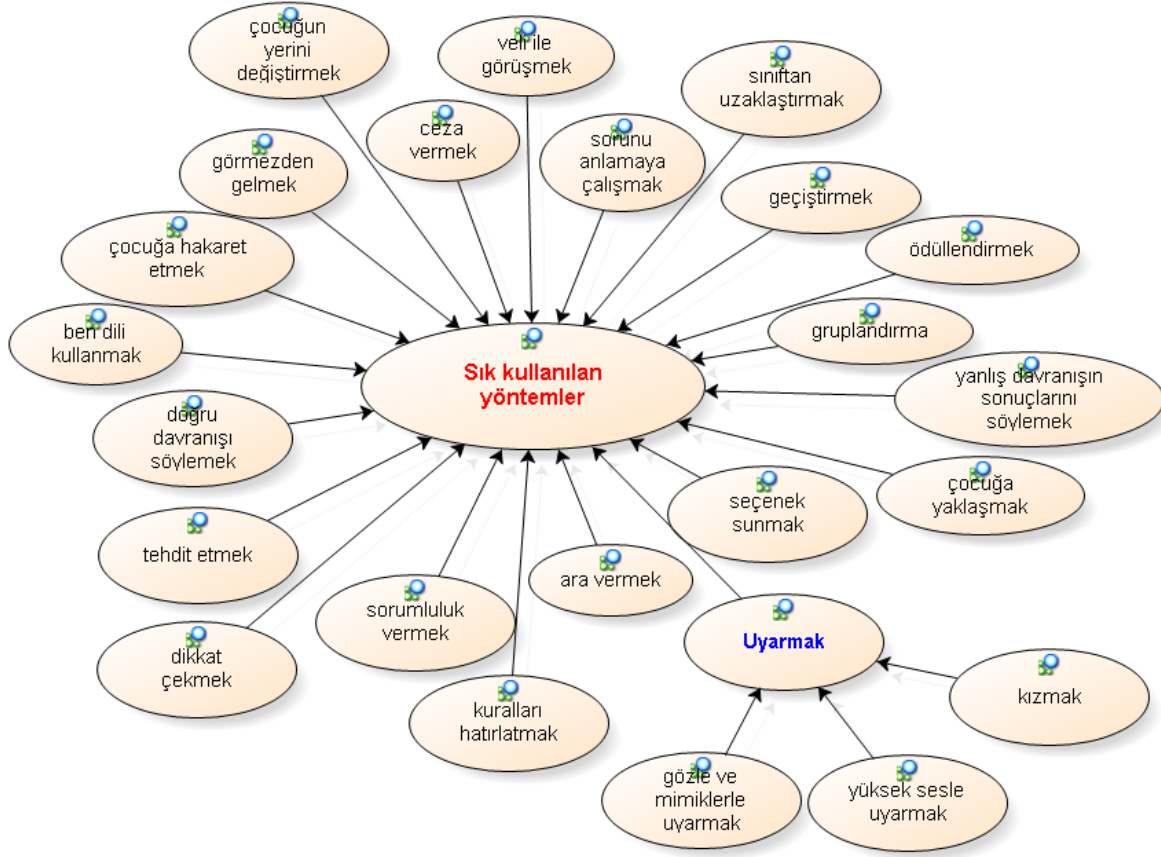 çocuğun
yerini
değiştirmek
veli ile
görüşmek
sınıftan
uzaklaştırmak
ceza
vermek
sorunu
anlamaya
çalışmak
görmezden
gelmek
geçiştirmek
çocuğa hakaret
etmek
ödüllendirmek
ben dili
kullanmak
gruplandırma
Sık kullanılan
yöntemler
yanlış davranışın
sonuçlarını
söylemek
doğru
davranışı
söylemek
çocuğa
yaklaşmak
seçenek
sunmak
tehdit etmek
ara vermek
sorumluluk
vermek
Uyarmak
dikkat
çekmek
kızmak
kuralları
hatırlatmak
gözle ve
mimiklerle
uyarmak
yüksek sesle
uyarmak